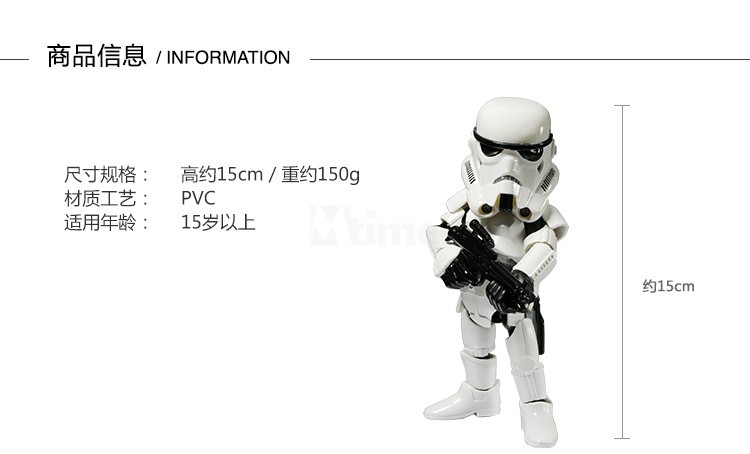 商品信息 / INFORMATION
尺寸规格： 高约15cm / 重约150g
材质工艺： PVC
适用年龄： 15岁以上
约15cm